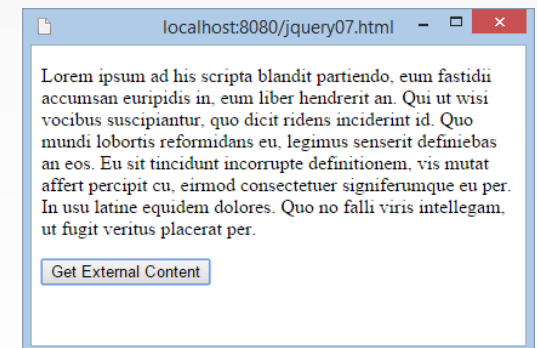 localhost:8080/jquery07.html
Lorem ipsum ad his scripta blandit partiendo, eum fastidii
accumsan euripidis in, eum liber hendrerit an. Qui ut wisi
vocibus suscipiantur, quo dicit ridens inciderint id. Quo
mundi lobortis reformidans eu, legimus senserit definiebas
an eos. Eu sit tincidunt incorrupte definitionem, vis mutat
affert percipit cu, eirmod consectetuer signiferumque eu per.
In usu latine equidem dolores. Quo no falli viris intellegam,
ut fugit veritus placerat per.
Get External Content